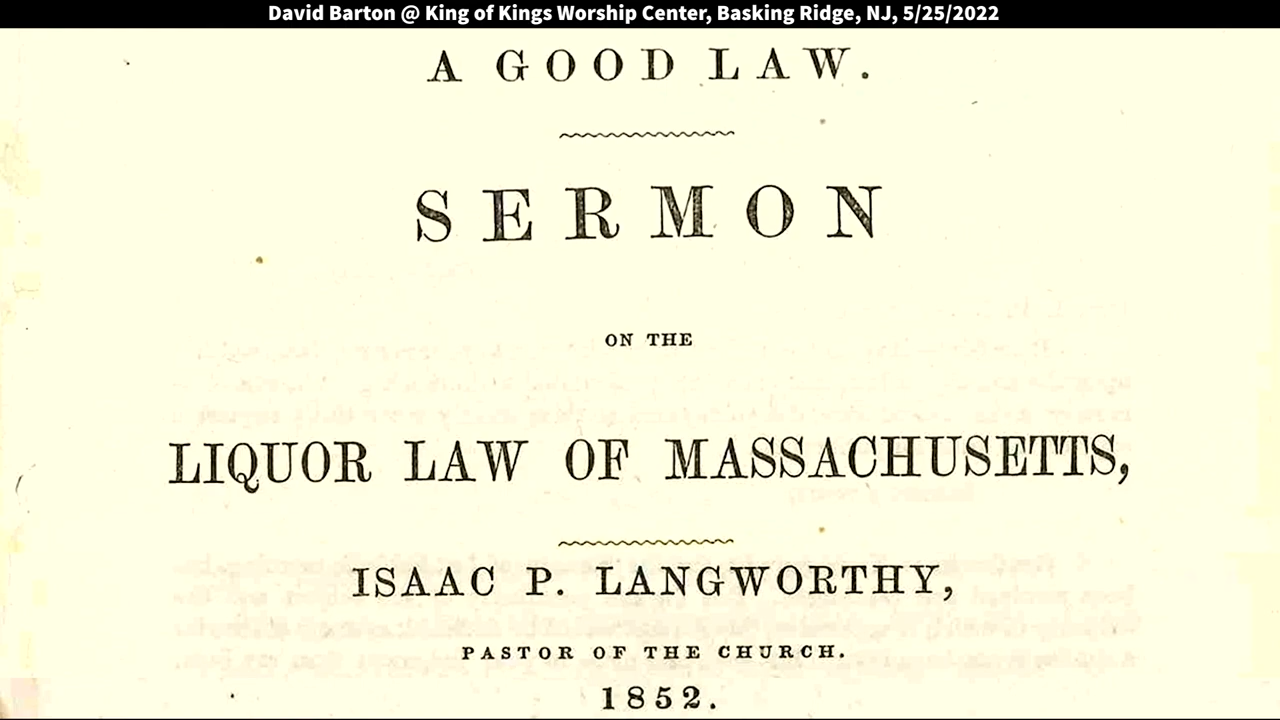 David Barton @ King of Kings Worship Center, Basking Ridge, NJ, 5/25/2022
A GOOD LAW.
SERMON
ON THE
LIQUOR LAW OF MASSACHUSETTS,
ISAAC P. LANGWORTHY,
PASTOR OF THE CHURCH.
1852.